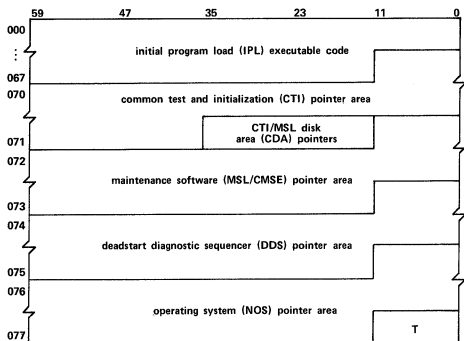 59 47 35 23 11 0
000
⋮
initial program load (IPL) executable code
067
070
common test and initialization (CTI) pointer area
CTI/MSL disk
area (CDA) pointers
071
072
maintenance software (MSL/CMSE) pointer area
073
074
deadstart diagnostic sequencer (DDS) pointer area
075
076
operating system (NOS) pointer area
T
077